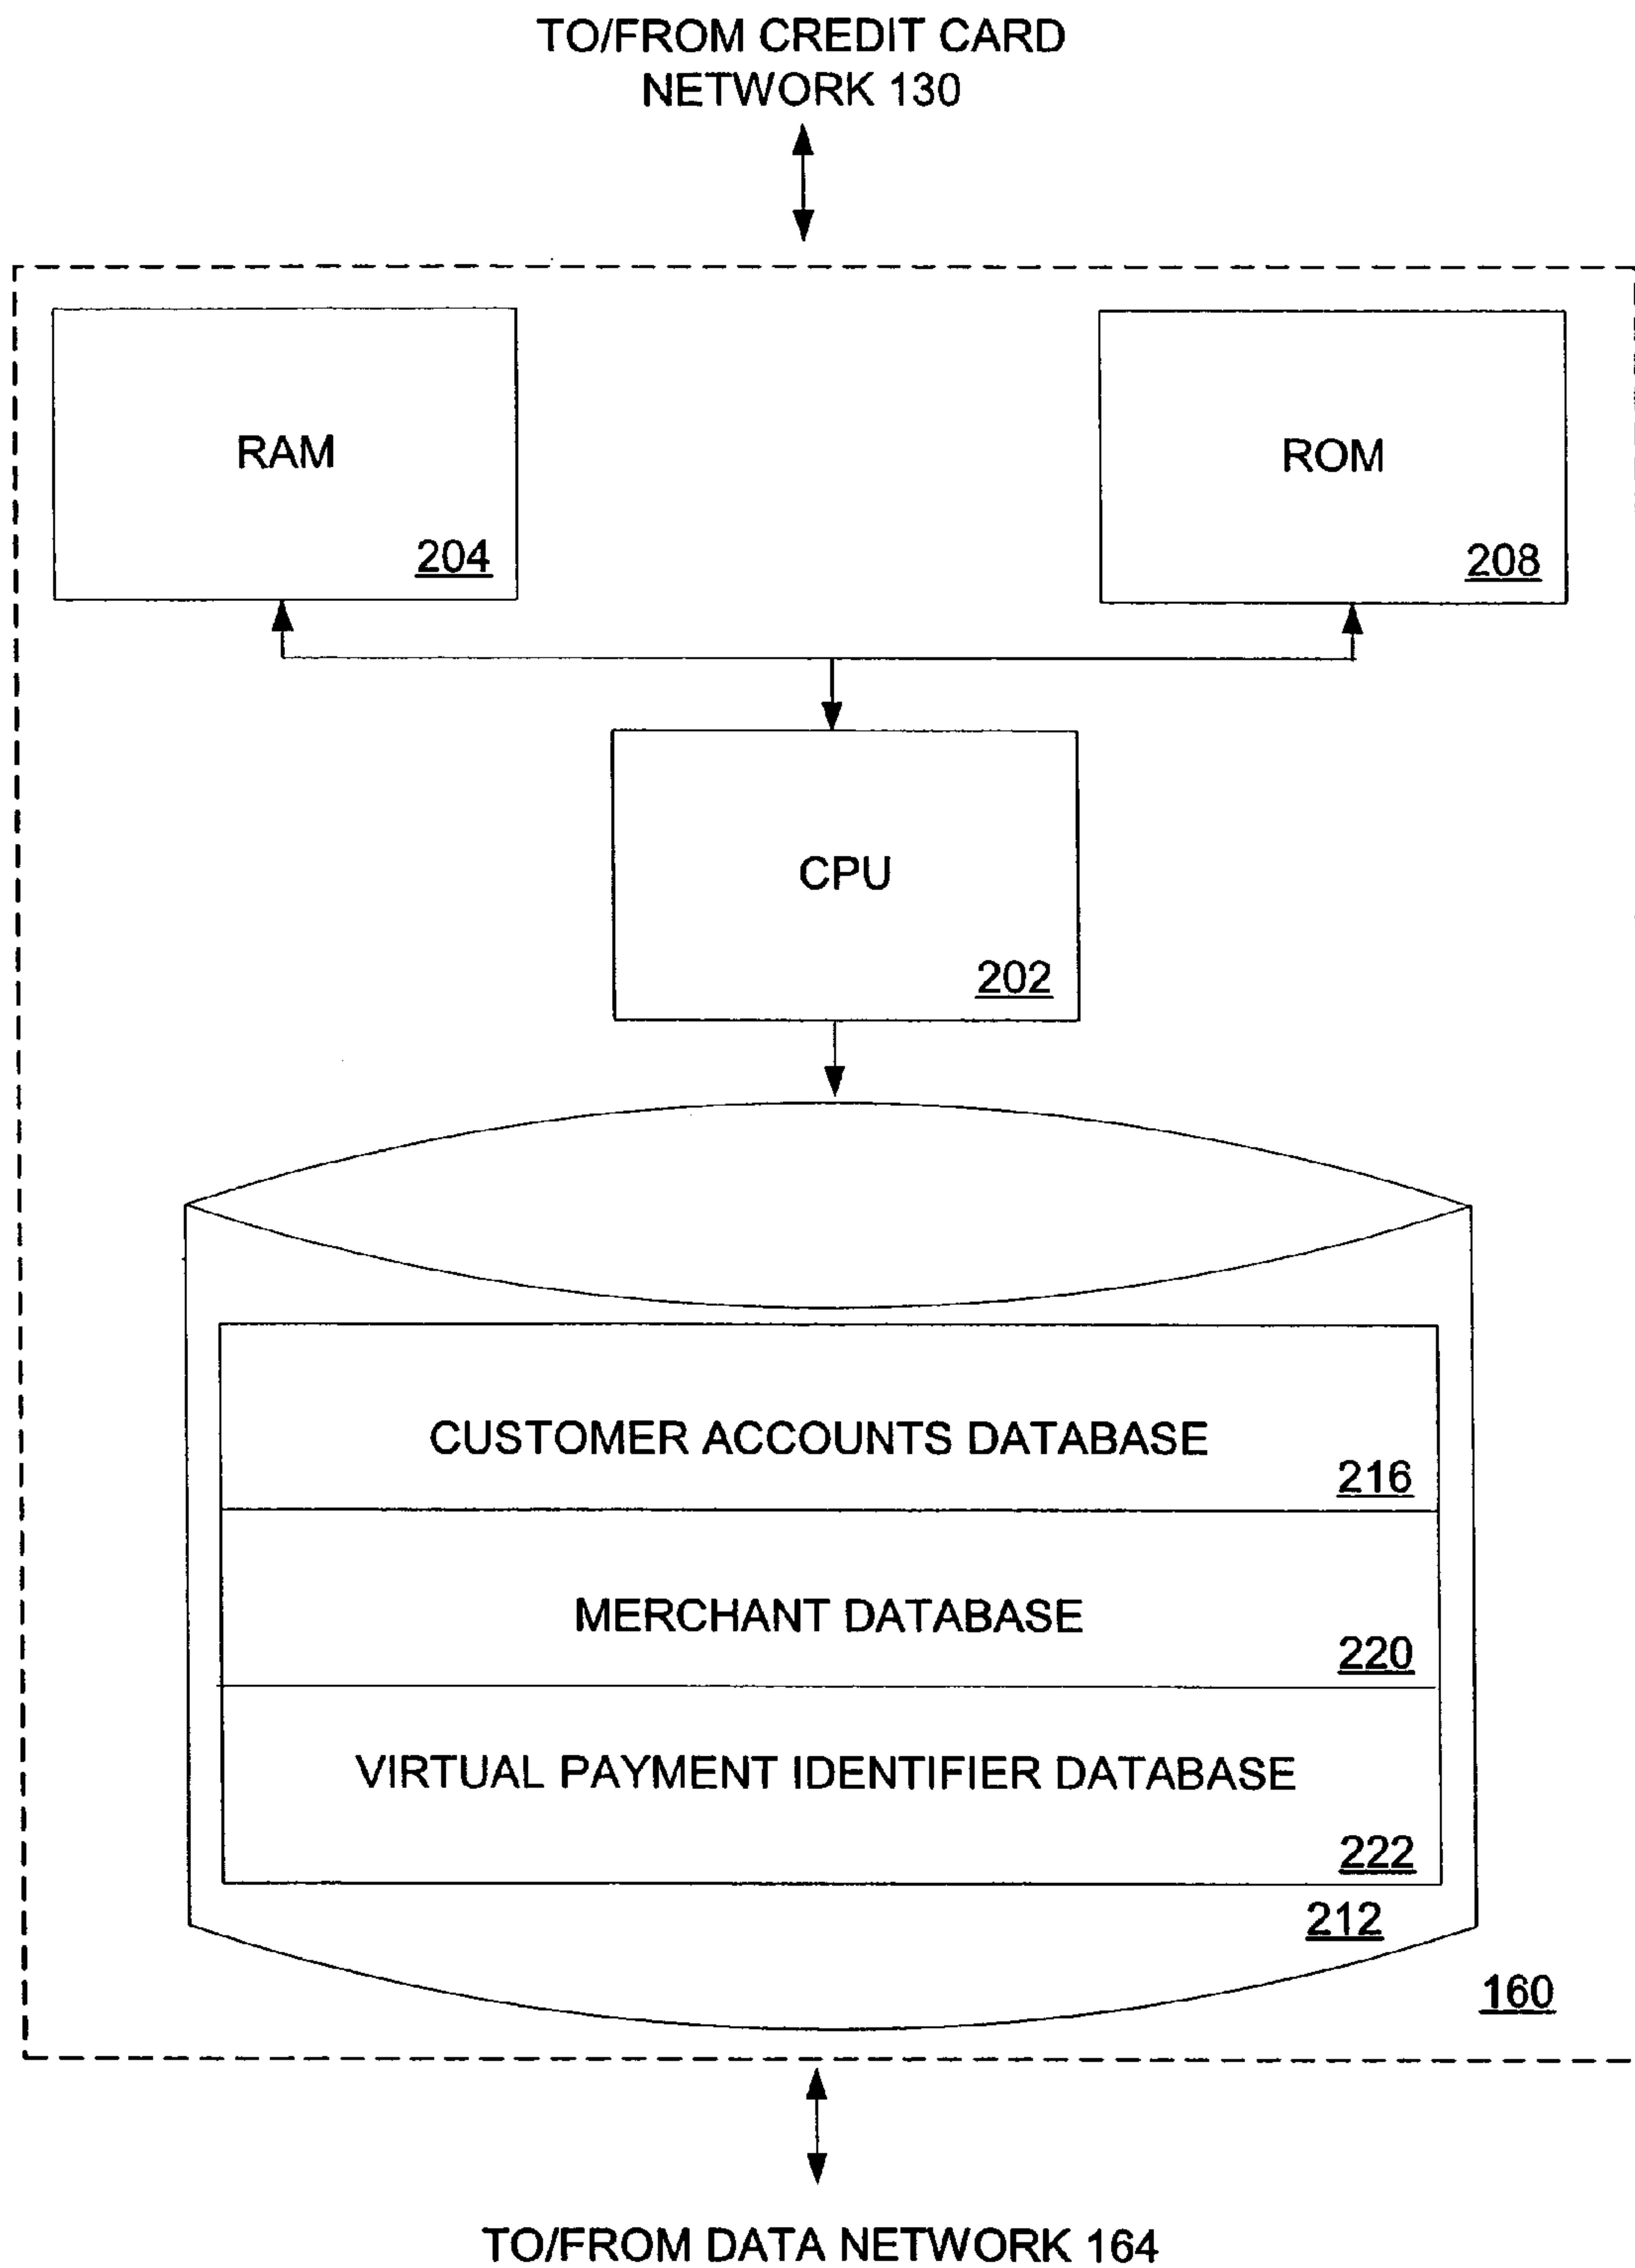 TO/FROM CREDIT CARD
NETWORK 130
RAM
204
ROM
208
CPU
202
CUSTOMER ACCOUNTS DATABASE
216
MERCHANT DATABASE
220
VIRTUAL PAYMENT IDENTIFIER DATABASE
222
212
160
TO/FROM DATA NETWORK 164